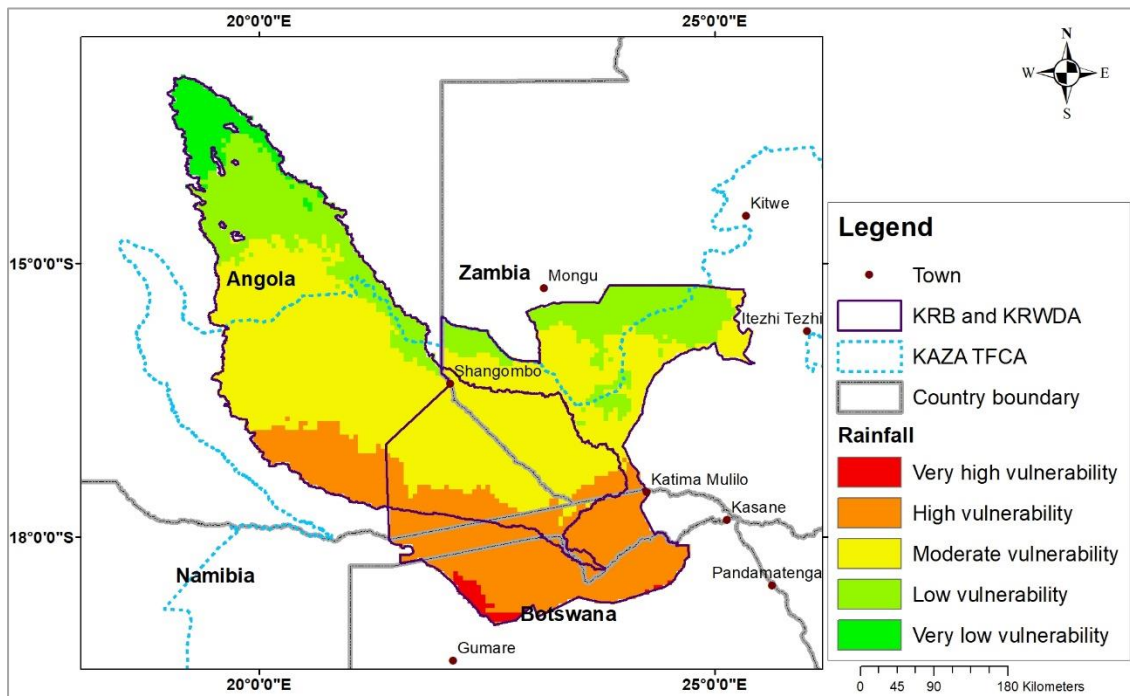 20°0'0"E
25°0'0"E
N
W
E
S
Kitwe
15°0'0"S
Angola
Zambia
Mongu
Itezhi Tezhi
Shangombo
Katima Mulilo
Kasane
18°0'0"S
Namibia
Pandamatenga
Botswana
Gumare
20°0'0"E
25°0'0"E
Legend
Town
KRB and KRWDA
KAZA TFCA
Country boundary
Rainfall
Very high vulnerability
High vulnerability
Moderate vulnerability
Low vulnerability
Very low vulnerability
0 45 90 180 Kilometers